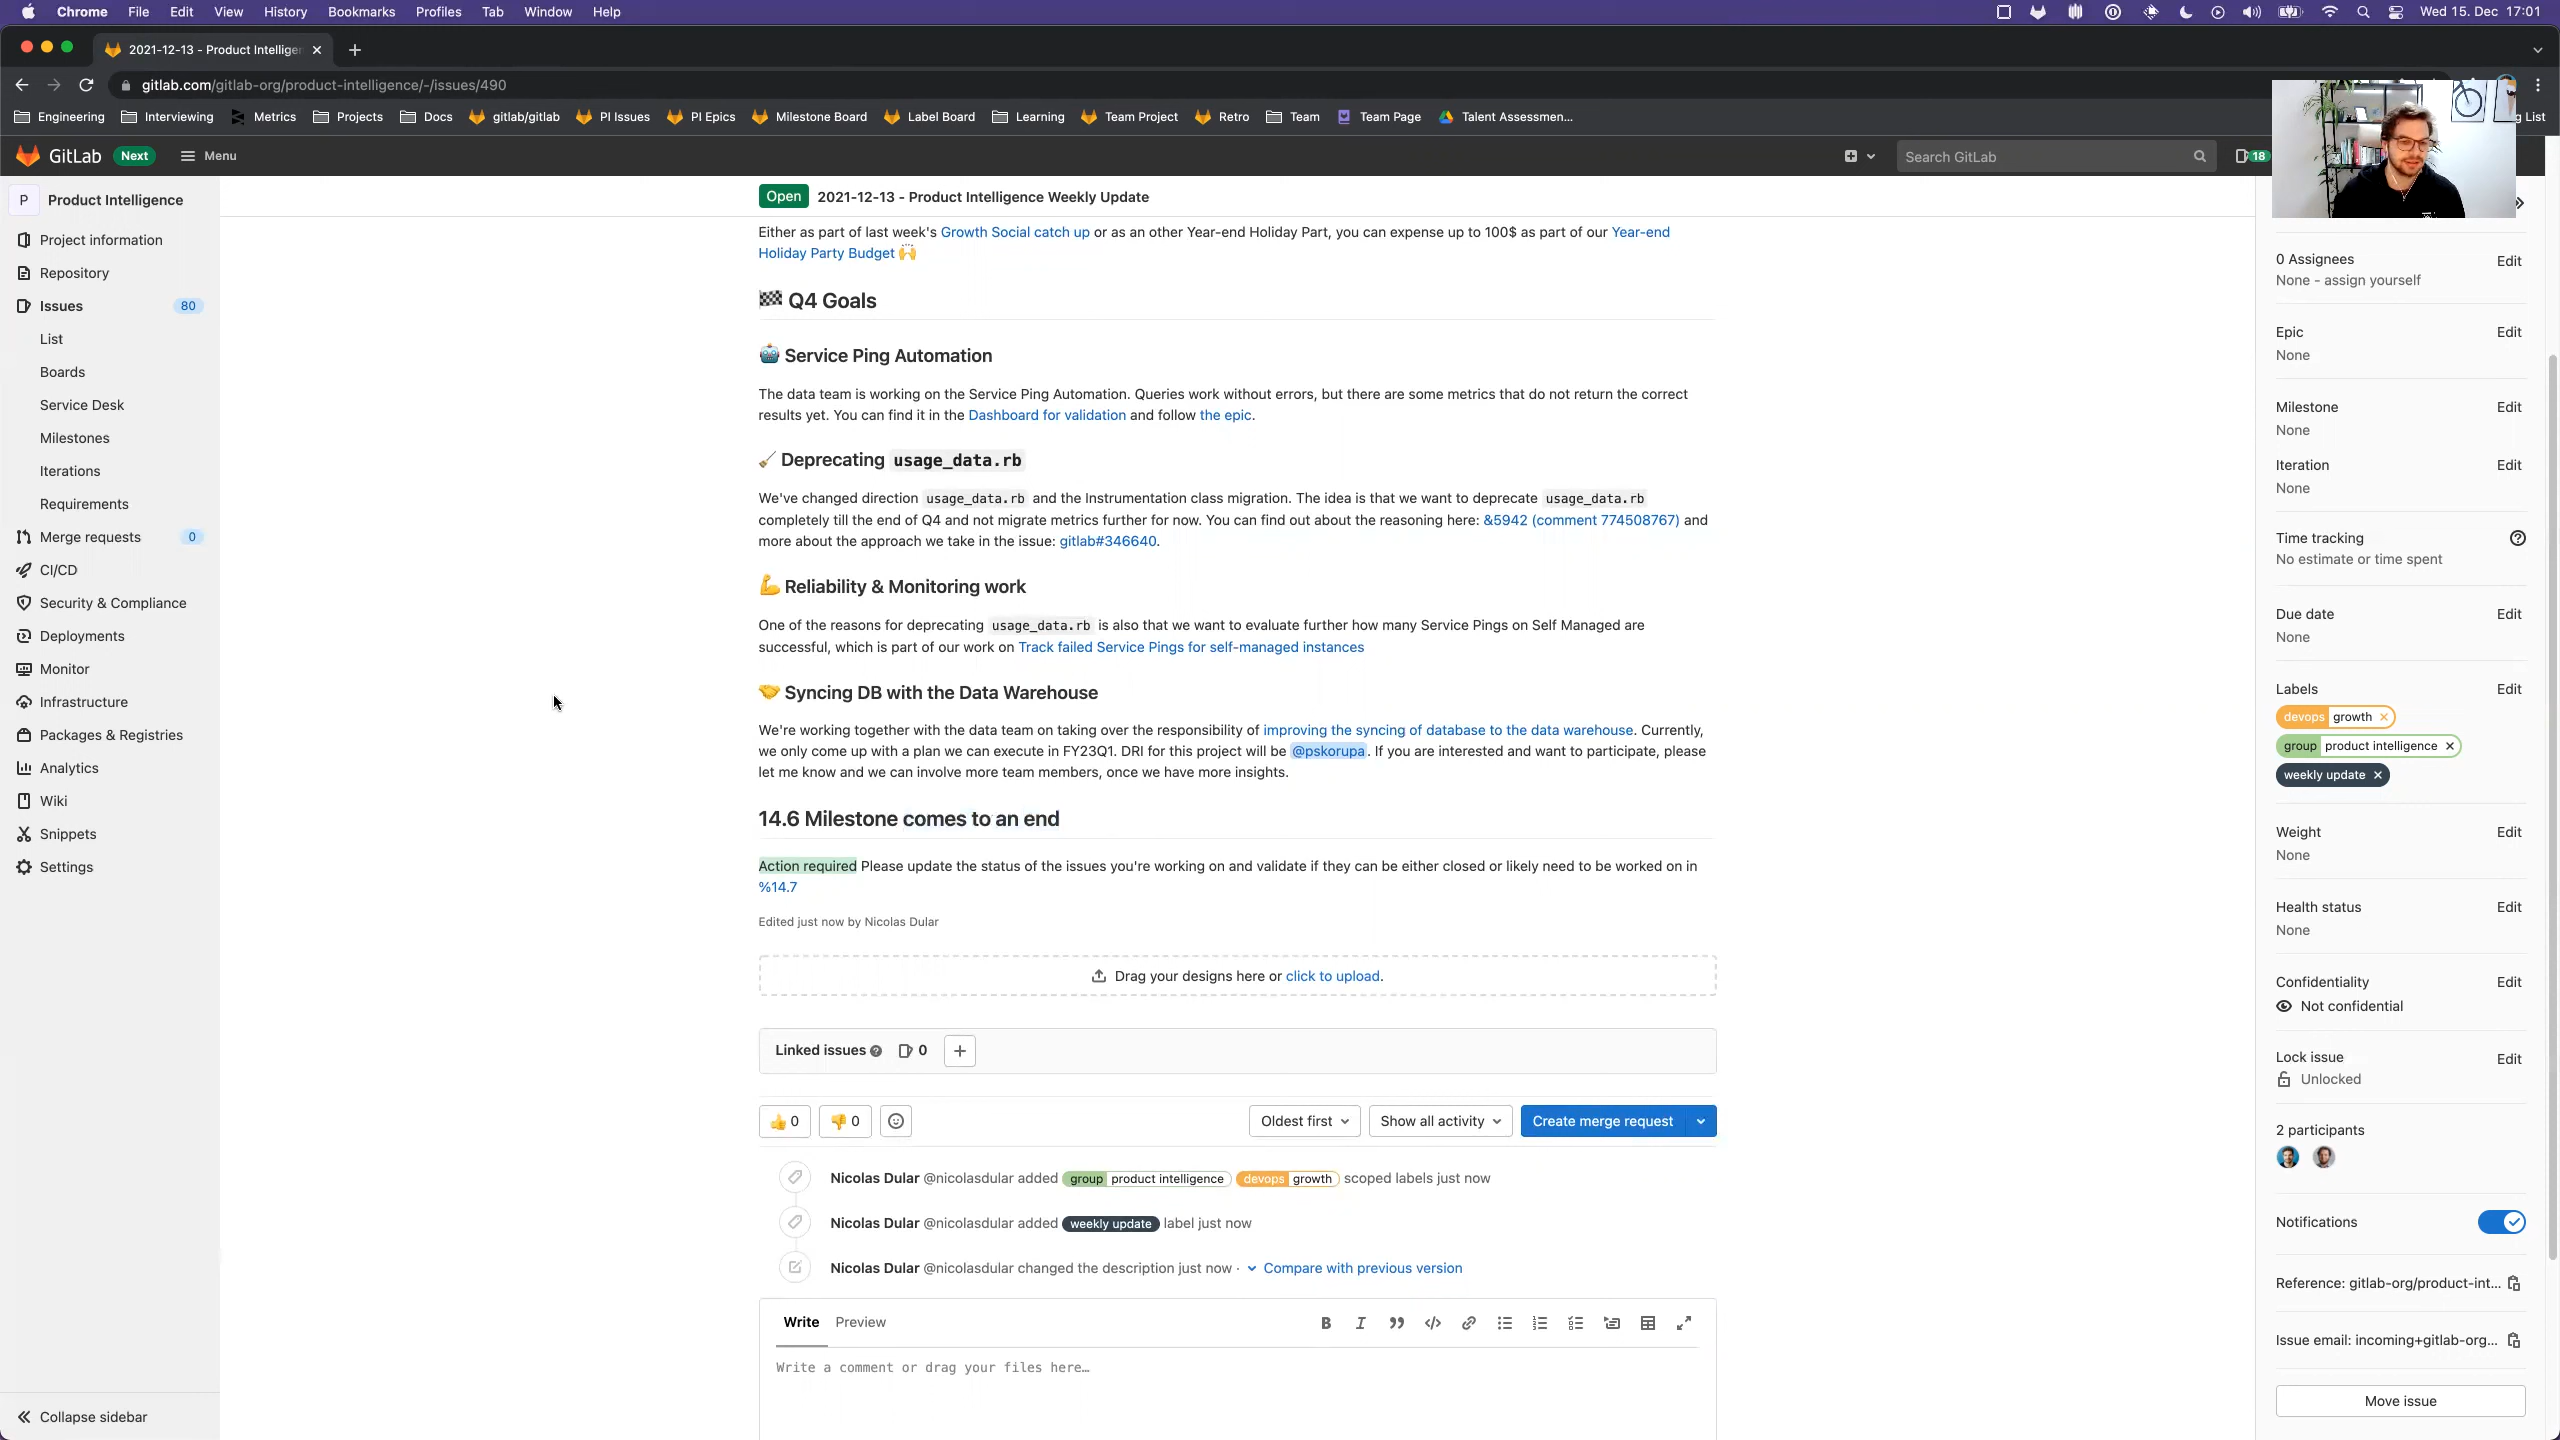 Chrome File Edit View History Bookmarks Profiles Tab Window Help Wed 15. Dec 17:01
2021-12-13 - Product Intelliger
gitlab.com/gitlab-org/product-intelligence/-/issues/490
Engineering Interviewing Metrics Projects Docs gitlab/gitlab PI Issues PI Epics Milestone Board Label Board Learning Team Project Retro Team Team Page Talent Assessmen... g List
GitLab Next Menu Search GitLab 18
P Product Intelligence
Project information
Repository
Issues 80
List
Boards
Service Desk
Milestones
Iterations
Requirements
Merge requests 0
CI/CD
Security & Compliance
Deployments
Monitor
Infrastructure
Packages & Registries
Analytics
Wiki
Snippets
Settings
Collapse sidebar
Open 2021-12-13 - Product Intelligence Weekly Update
Either as part of last week's Growth Social catch up or as an other Year-end Holiday Part, you can expense up to 100$ as part of our Year-end
Holiday Party Budget 🙌
🏁 Q4 Goals
🤖 Service Ping Automation
The data team is working on the Service Ping Automation. Queries work without errors, but there are some metrics that do not return the correct
results yet. You can find it in the Dashboard for validation and follow the epic.
🧹 Deprecating usage_data.rb
We've changed direction usage_data.rb and the Instrumentation class migration. The idea is that we want to deprecate usage_data.rb
completely till the end of Q4 and not migrate metrics further for now. You can find out about the reasoning here: &5942 (comment 774508767) and
more about the approach we take in the issue: gitlab#346640.
💪 Reliability & Monitoring work
One of the reasons for deprecating usage_data.rb is also that we want to evaluate further how many Service Pings on Self Managed are
successful, which is part of our work on Track failed Service Pings for self-managed instances
🤝 Syncing DB with the Data Warehouse
We're working together with the data team on taking over the responsibility of improving the syncing of database to the data warehouse. Currently,
we only come up with a plan we can execute in FY23Q1. DRI for this project will be @pskorupa. If you are interested and want to participate, please
let me know and we can involve more team members, once we have more insights.
14.6 Milestone comes to an end
Action required Please update the status of the issues you're working on and validate if they can be either closed or likely need to be worked on in
%14.7
Edited just now by Nicolas Dular
Drag your designs here or click to upload.
Linked issues 0
👍 0 👎 0 Oldest first Show all activity Create merge request
Nicolas Dular @nicolasdular added group product intelligence devops growth scoped labels just now
Nicolas Dular @nicolasdular added weekly update label just now
Nicolas Dular @nicolasdular changed the description just now · Compare with previous version
Write Preview
Write a comment or drag your files here…
0 Assignees Edit
None - assign yourself
Epic Edit
None
Milestone Edit
None
Iteration Edit
None
Time tracking
No estimate or time spent
Due date Edit
None
Labels Edit
devops growth
group product intelligence
weekly update
Weight Edit
None
Health status Edit
None
Confidentiality Edit
Not confidential
Lock issue Edit
Unlocked
2 participants
Notifications
Reference: gitlab-org/product-int...
Issue email: incoming+gitlab-org...
Move issue